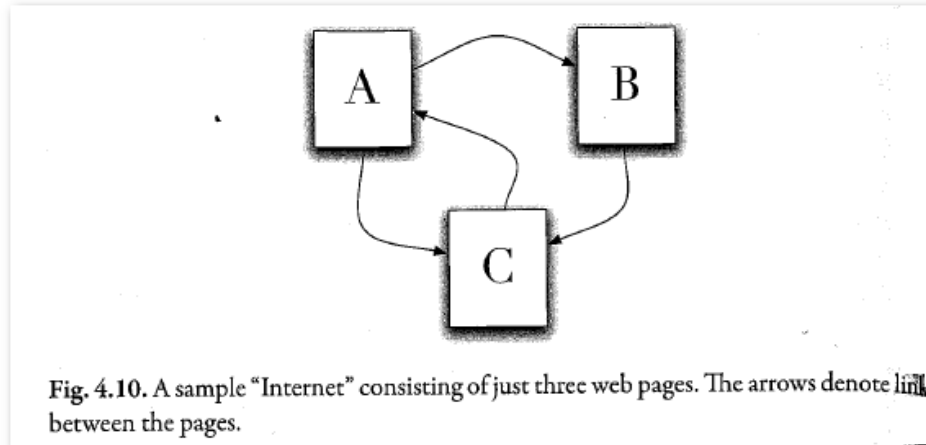 A
B
C
Fig. 4.10. A sample “Internet” consisting of just three web pages. The arrows denote
between the pages.